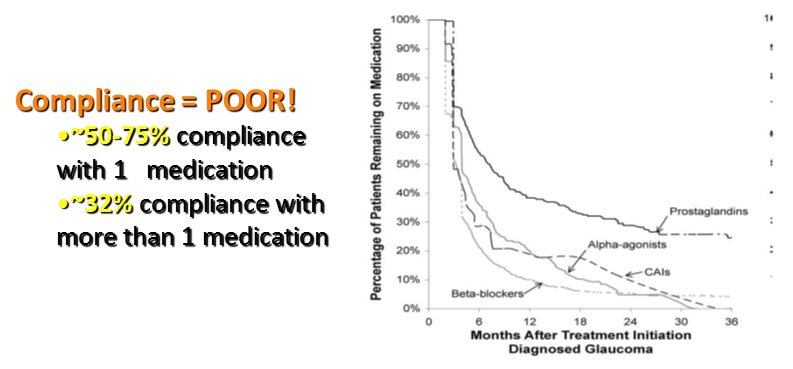 Compliance = POOR!
•~50-75% compliance
with 1 medication
•~32% compliance with
more than 1 medication
Percentage of Patients Remaining on Medication
100%
90%
80%
70%
60%
50%
40%
30%
20%
10%
0%
Prostaglandins
Alpha-agonists
CAIs
Beta-blockers
0 6 12 18 24 30 36
Months After Treatment Initiation
Diagnosed Glaucoma